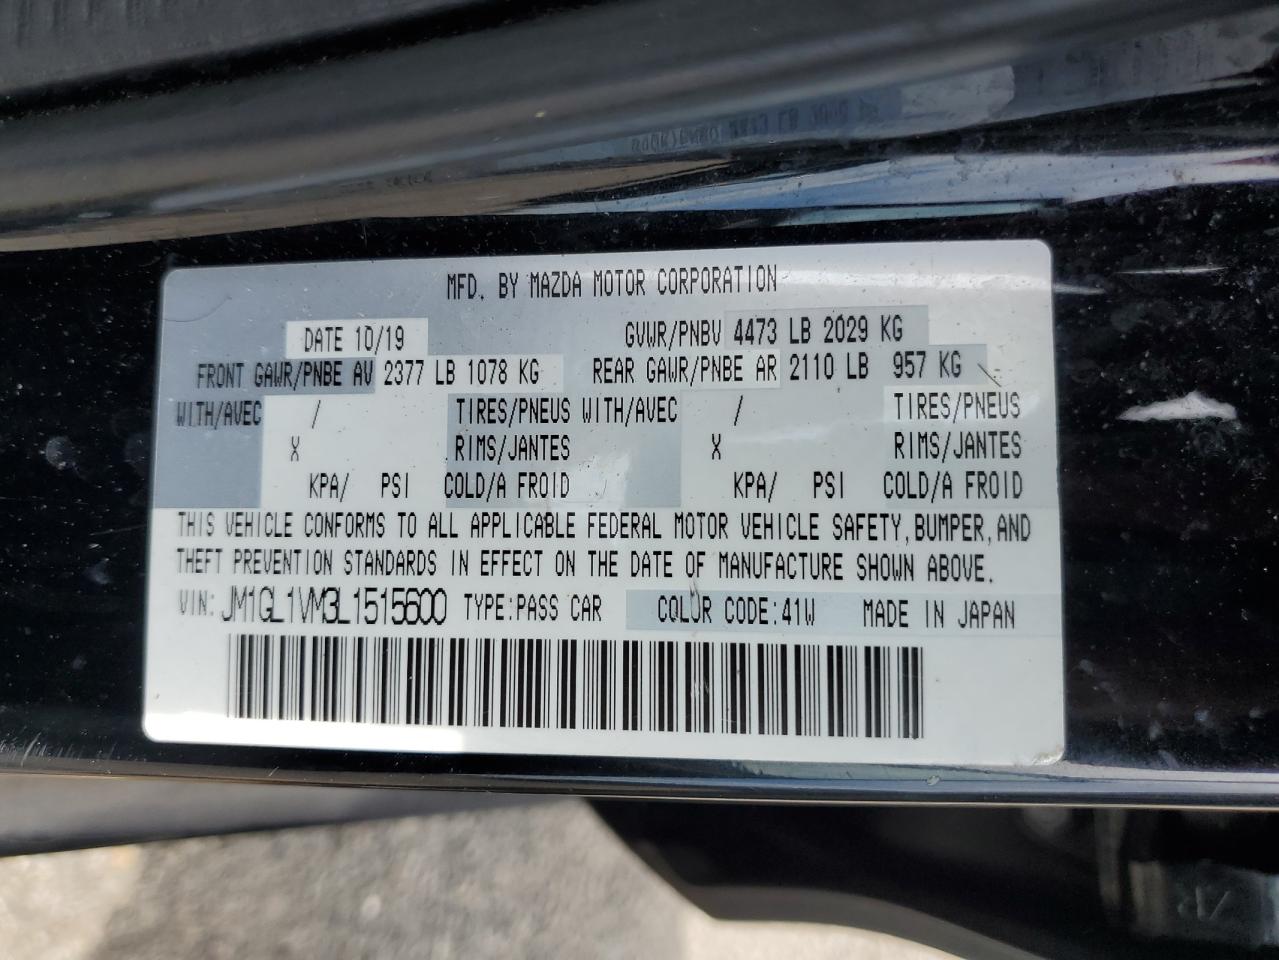 MFD. BY MAZDA MOTOR CORPORATION
DATE 10/19 GVWR/PNBV 4473 LB 2029 KG
FRONT GAWR/PNBE AV 2377 LB 1078 KG REAR GAWR/PNBE AR 2110 LB 957 KG
WITH/AVEC / TIRES/PNEUS WITH/AVEC / TIRES/PNEUS
X RIMS/JANTES X RIMS/JANTES
KPA/ PSI COLD/A FROID KPA/ PSI COLD/A FROID
THIS VEHICLE CONFORMS TO ALL APPLICABLE FEDERAL MOTOR VEHICLE SAFETY, BUMPER, AND
THEFT PREVENTION STANDARDS IN EFFECT ON THE DATE OF MANUFACTURE SHOWN ABOVE.
VIN: JM1GL1VM3L1515600 TYPE:PASS CAR COLOR CODE:41W MADE IN JAPAN